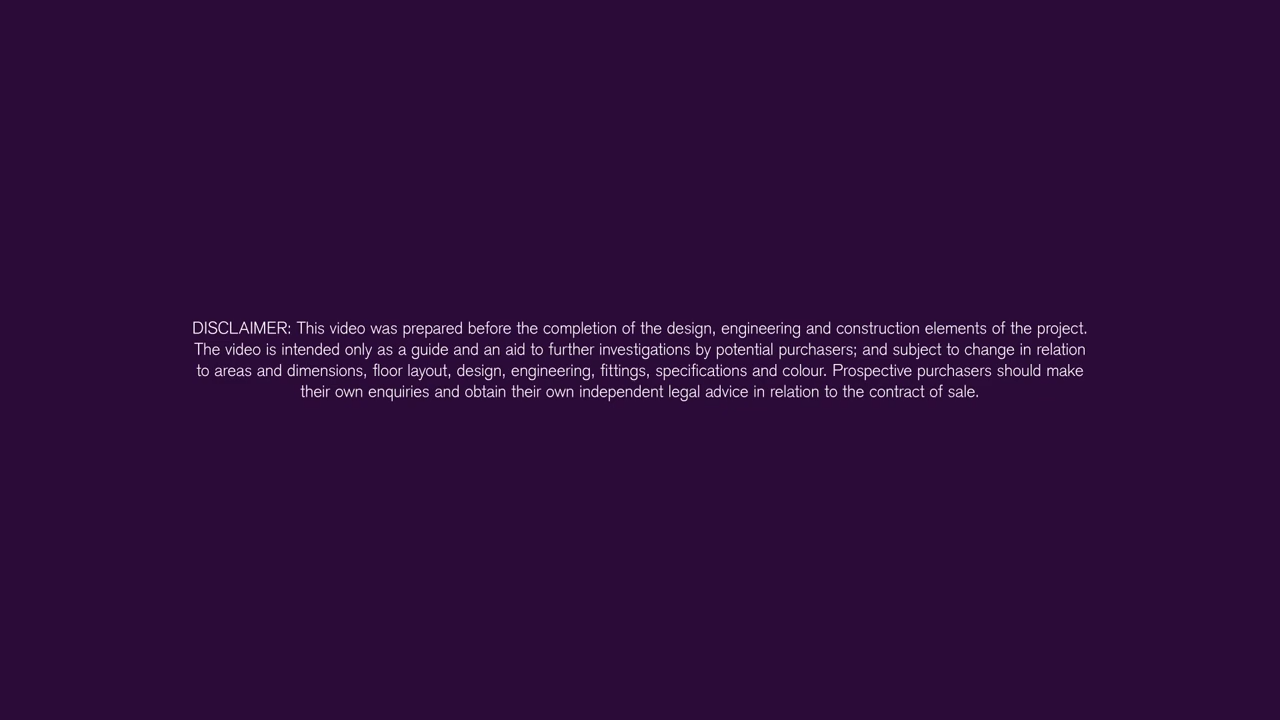 DISCLAIMER: This video was prepared before the completion of the design, engineering and construction elements of the project.
The video is intended only as a guide and an aid to further investigations by potential purchasers; and subject to change in relation
to areas and dimensions, floor layout, design, engineering, fittings, specifications and colour. Prospective purchasers should make
their own enquiries and obtain their own independent legal advice in relation to the contract of sale.